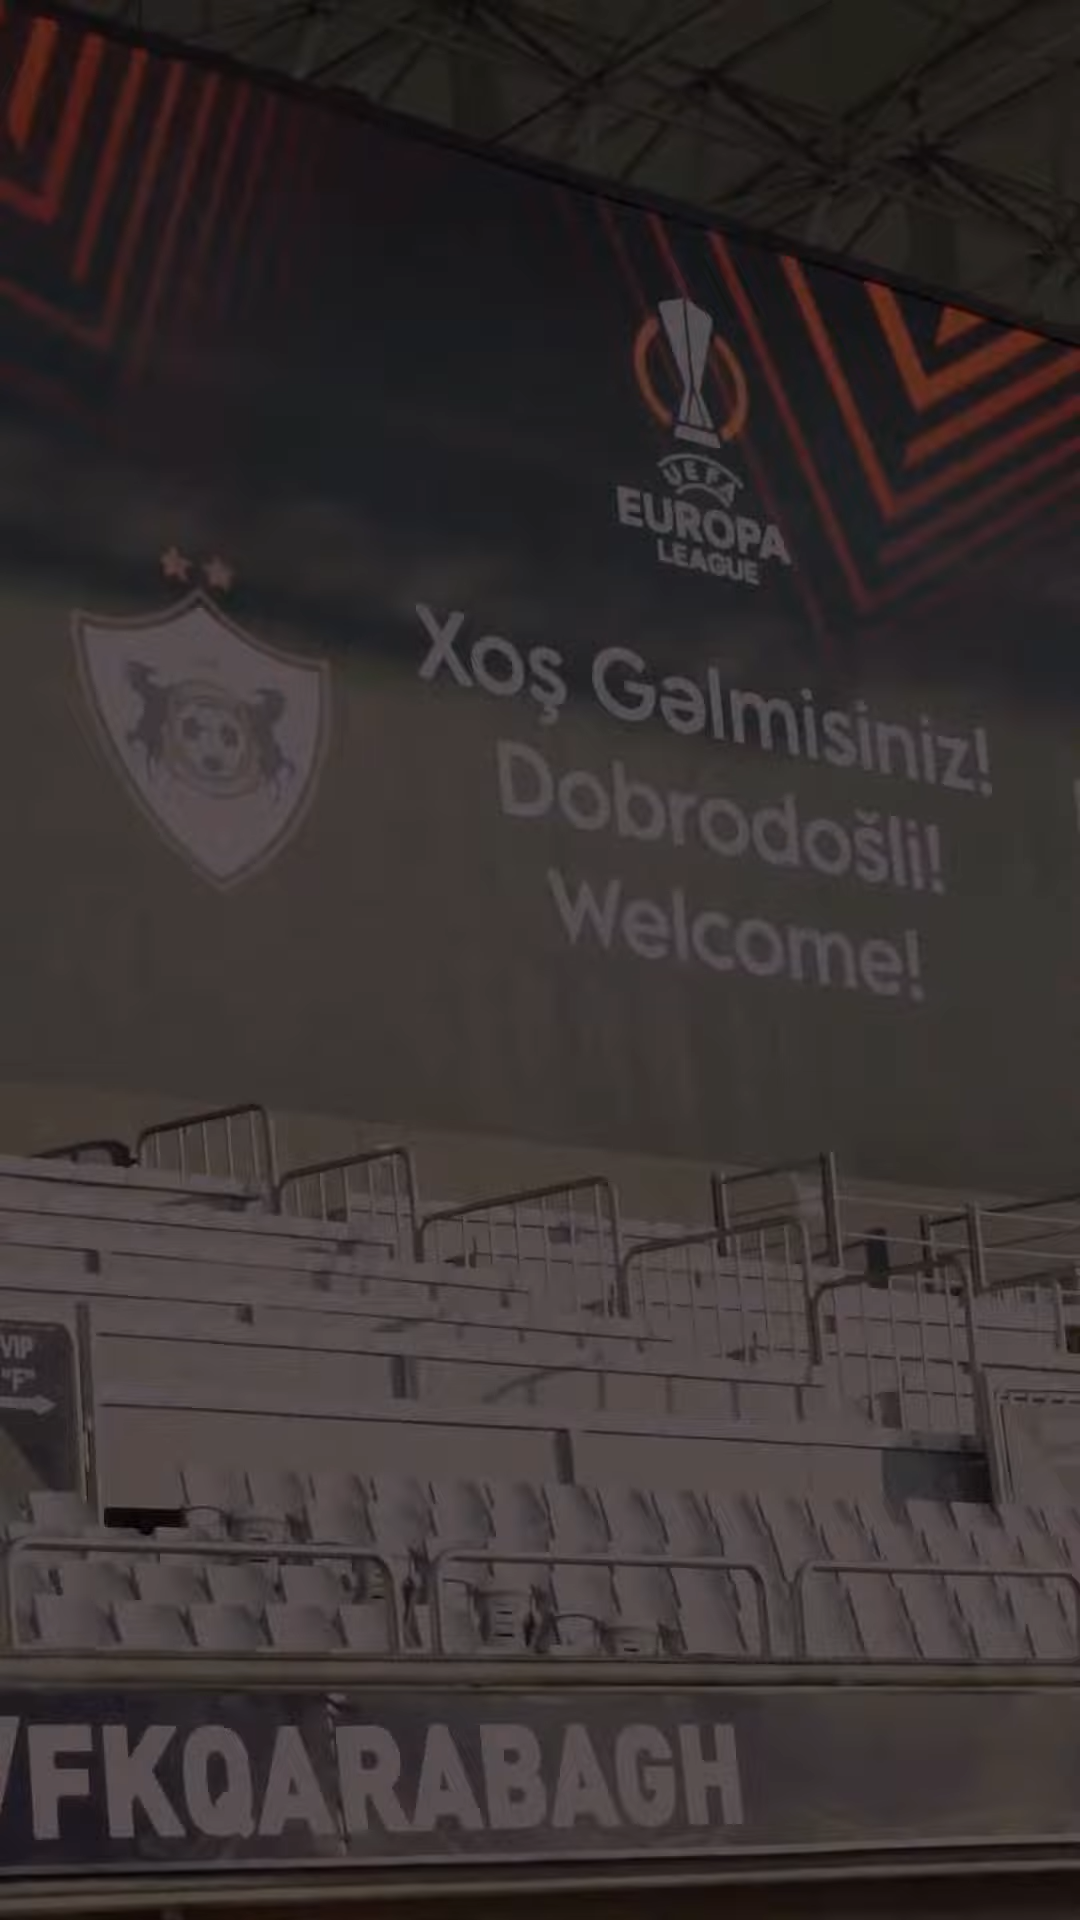 UEFA
EUROPA
LEAGUE
Xoş Gəlmisiniz!
Dobrodošli!
Welcome!
VIP
"F"
/FKQARABAGH